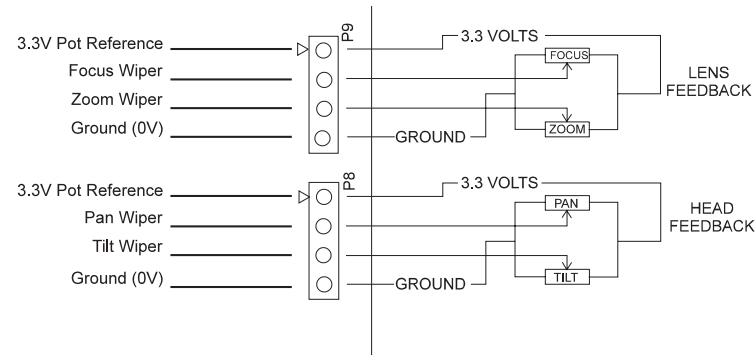 3.3V Pot Reference
Focus Wiper
Zoom Wiper
Ground (0V)
P9
3.3 VOLTS
FOCUS
ZOOM
GROUND
LENS
FEEDBACK
3.3V Pot Reference
Pan Wiper
Tilt Wiper
Ground (0V)
P8
3.3 VOLTS
PAN
TILT
GROUND
HEAD
FEEDBACK